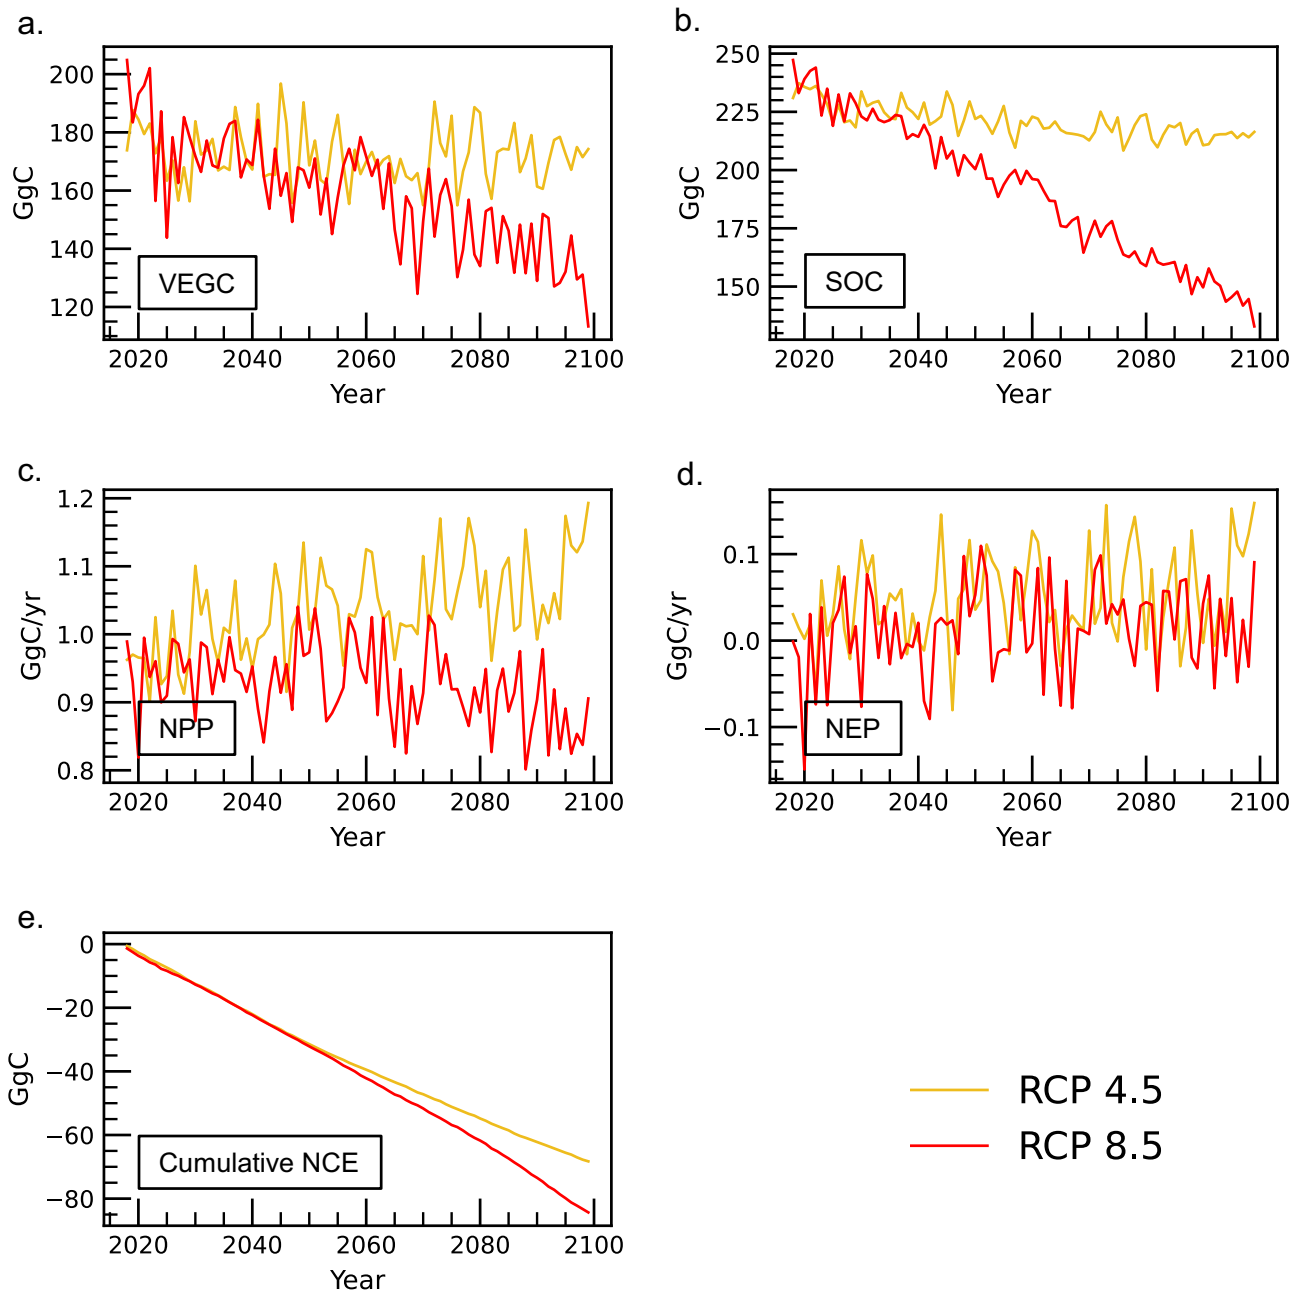 a.
200
180
160
140
120
GgC
VEGC
2020 2040 2060 2080 2100
Year
b.
250
225
200
175
150
GgC
SOC
2020 2040 2060 2080 2100
Year
c.
1.2
1.1
1.0
0.9
0.8
GgC/yr
NPP
2020 2040 2060 2080 2100
Year
d.
0.1
0.0
−0.1
GgC/yr
NEP
2020 2040 2060 2080 2100
Year
e.
0
−20
−40
−60
−80
GgC
Cumulative NCE
2020 2040 2060 2080 2100
Year
RCP 4.5
RCP 8.5